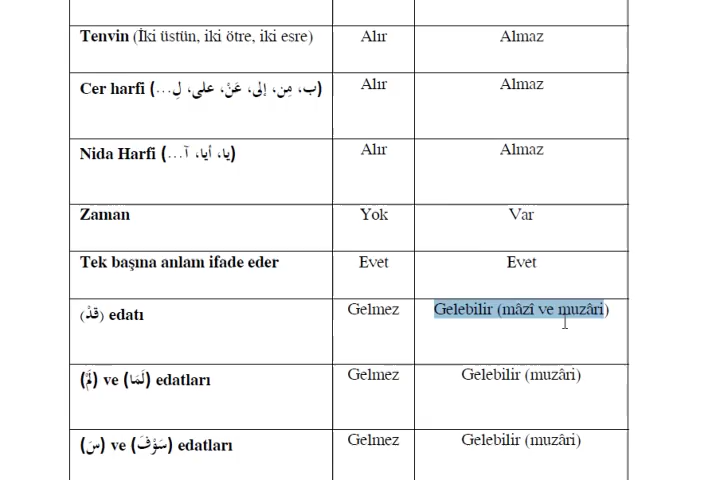 Tenvin (İki üstün, iki ötre, iki esre) Alır Almaz
Cer harfi (ب، مِن، إلى، عَنْ، على، لِ...) Alır Almaz
Nida Harfi (يا، أيا، آ...) Alır Almaz
Zaman Yok Var
Tek başına anlam ifade eder Evet Evet
(قدْ) edatı Gelmez Gelebilir (mâzî ve muzâri)
(لَمْ) ve (لَمَّا) edatları Gelmez Gelebilir (muzâri)
(سَ) ve (سَوْفَ) edatları Gelmez Gelebilir (muzâri)